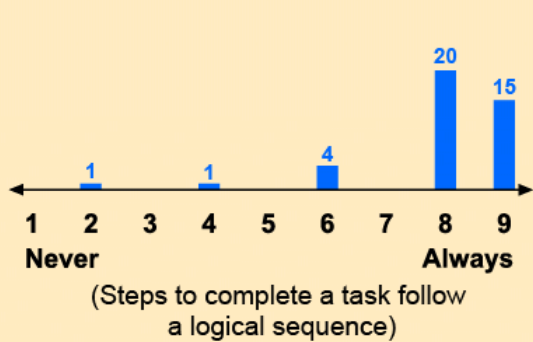 20
15
4
1
1
1 2 3 4 5 6 7 8 9
Never Always
(Steps to complete a task follow
a logical sequence)